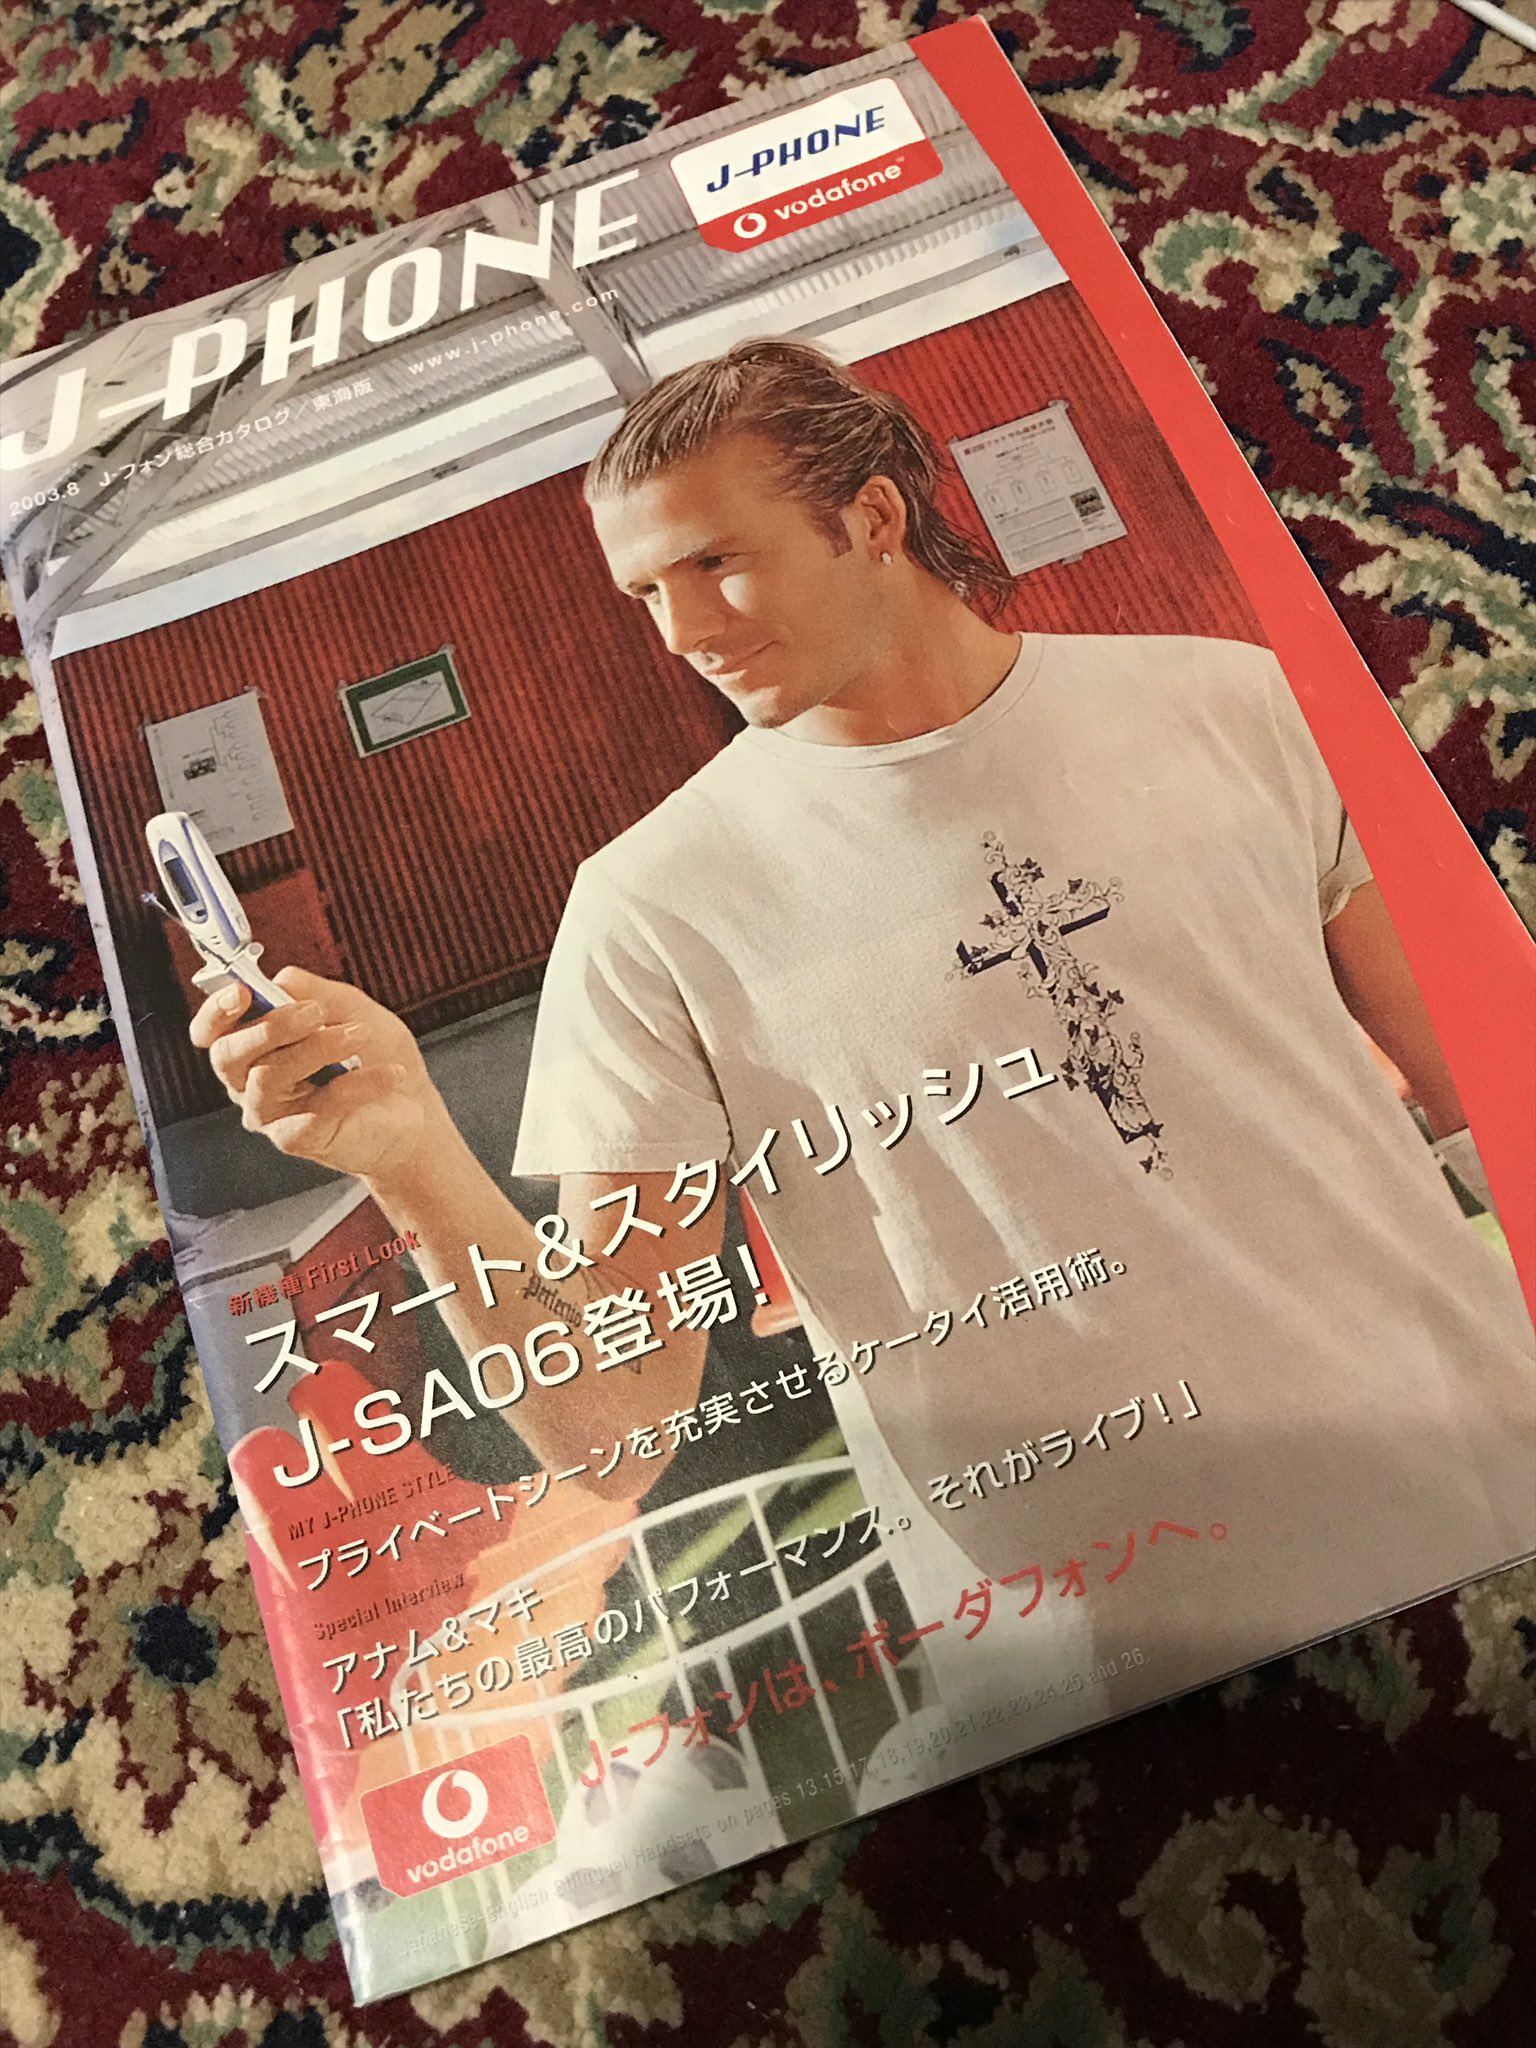 J-PHONE
J-PHONE
vodafone™
2003.8 J-フォン総合カタログ／東海版 www.j-phone.com
新機種 First Look
スマート&スタイリッシュ
J-SA06登場！
MY J-PHONE STYLE
プライベートシーンを充実させるケータイ活用術。
Special Interview
アナム&マキ
「私たちの最高のパフォーマンス。それがライブ！」
vodafone
J-フォンは、ボーダフォンへ。
Japanese-English Bilingual Handsets on pages 13,15,17,18,19,20,21,22,23,24,25 and 26.